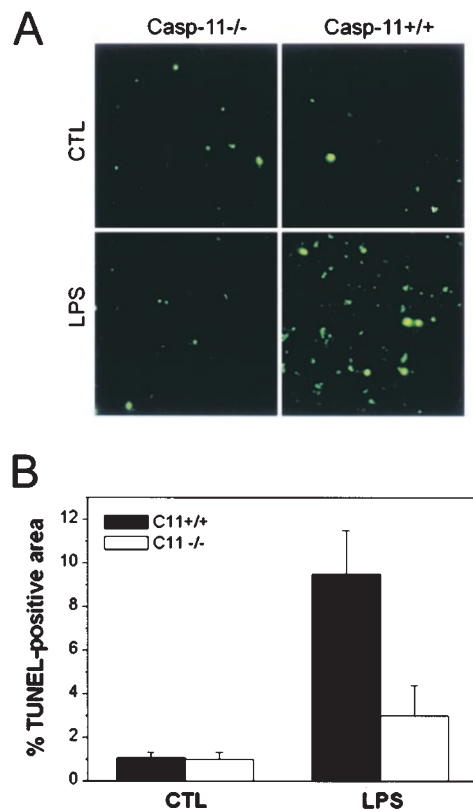 A
Casp-11-/- Casp-11+/+
CTL
LPS
B
C11+/+
C11 -/-
% TUNEL-positive area
12
10
8
6
4
2
0
CTL LPS